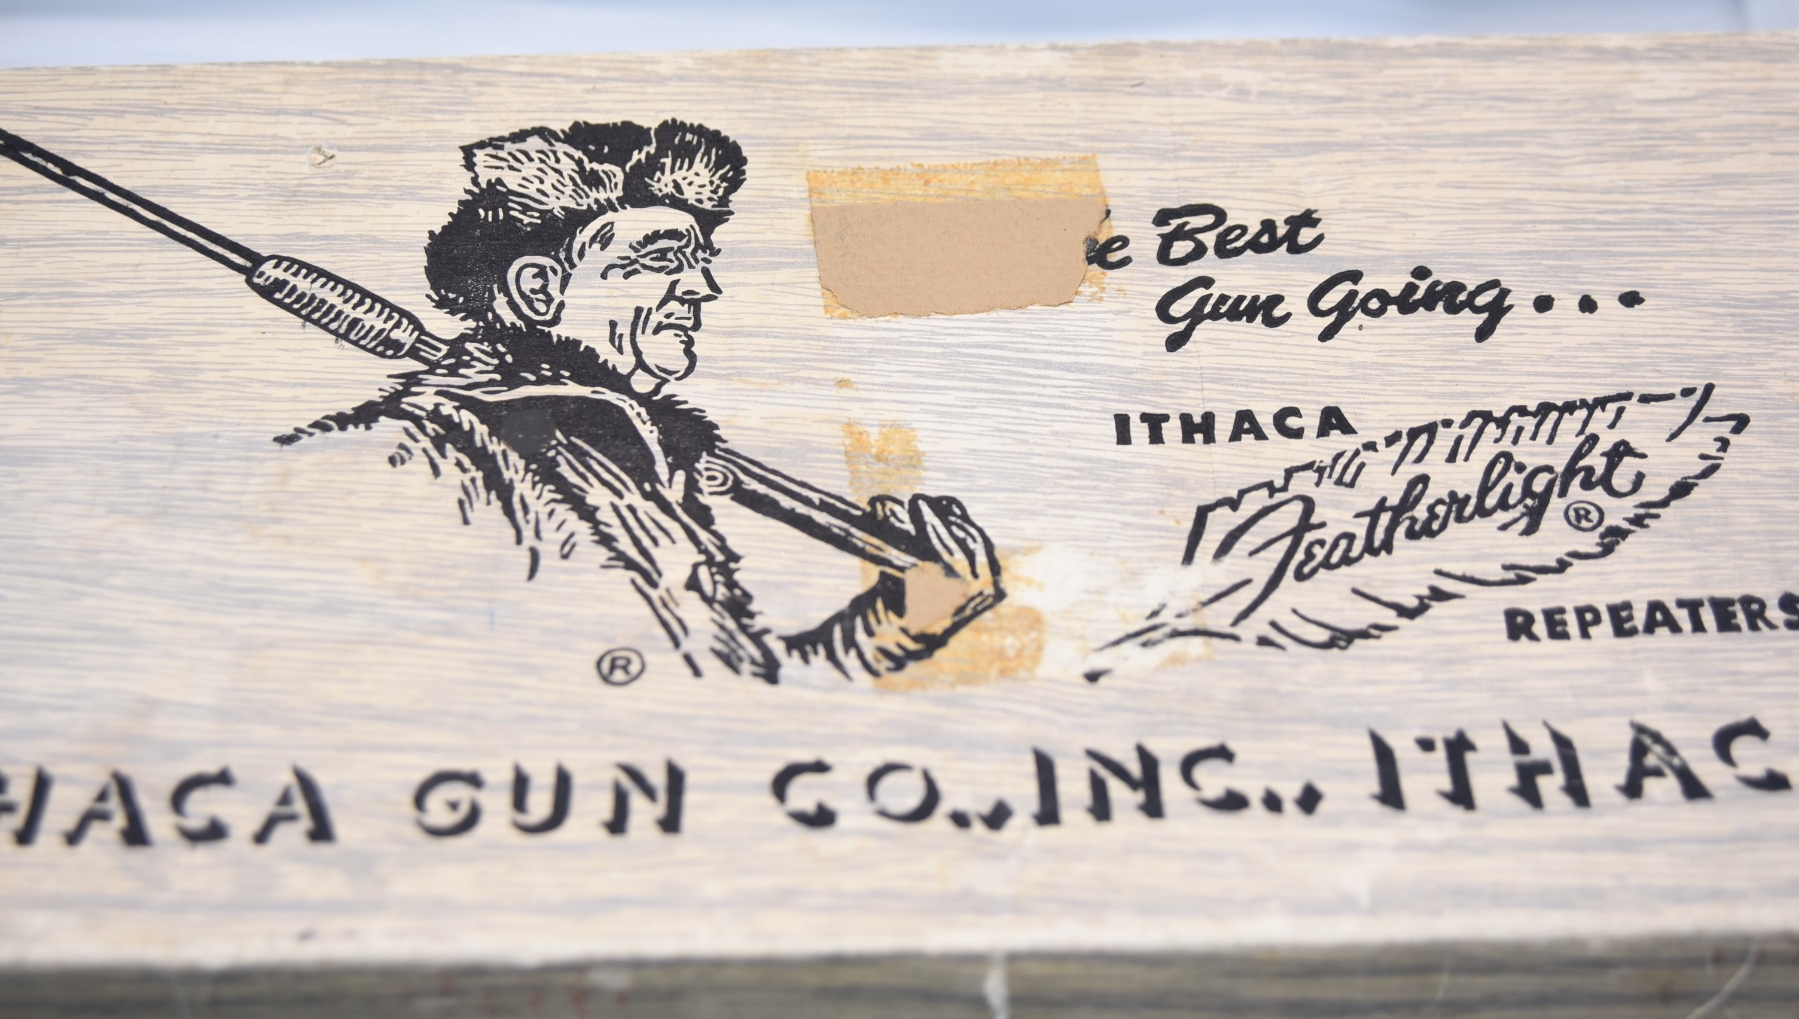 e Best
Gun Going...
ITHACA
Featherlight®
REPEATERS
®
HACA GUN CO., INC., ITHAC